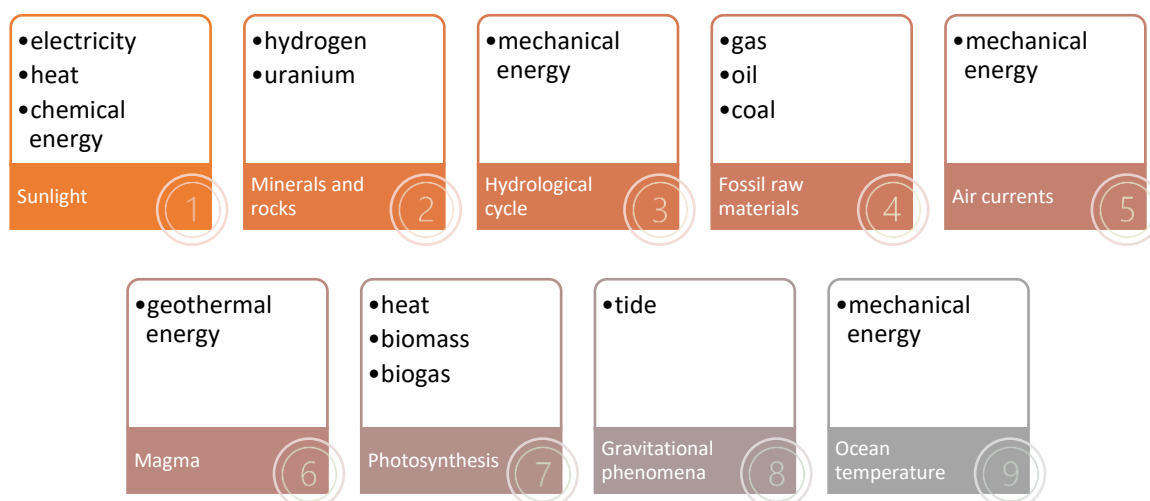 •electricity
•heat
•chemical
energy
Sunlight
1
•hydrogen
•uranium
Minerals and
rocks
2
•mechanical
energy
Hydrological
cycle
3
•gas
•oil
•coal
Fossil raw
materials
4
•mechanical
energy
Air currents
5
•geothermal
energy
Magma
6
•heat
•biomass
•biogas
Photosynthesis
7
•tide
Gravitational
phenomena
8
•mechanical
energy
Ocean
temperature
9